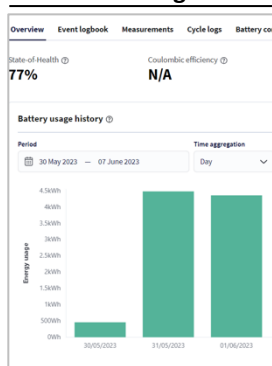 Overview Event logbook Measurements Cycle logs Battery co
State-of-Health Coulombic efficiency
77% N/A
Battery usage history
Period Time aggregation
30 May 2023 — 07 June 2023 Day
4.5kWh
4kWh
3.5kWh
3kWh
2.5kWh
2kWh
1.5kWh
1kWh
500Wh
0Wh
Energy usage
30/05/2023 31/05/2023 01/06/2023